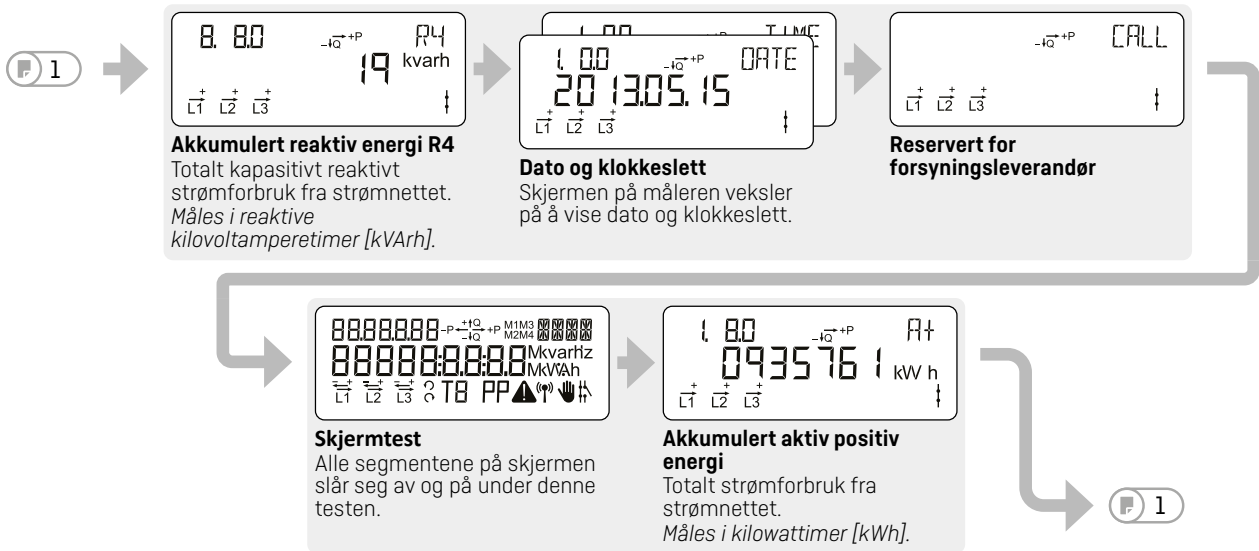 1
8. 8.0 -Q +P R4
19 kvarh
L1 L2 L3
Akkumulert reaktiv energi R4
Totalt kapasitivt reaktivt
strømforbruk fra strømnettet.
Måles i reaktive
kilovoltamperetimer [kVArh].
TIME
1. 0.0 -Q +P DATE
2013.05.15
L1 L2 L3
Dato og klokkeslett
Skjermen på måleren veksler
på å vise dato og klokkeslett.
-Q +P CALL
L1 L2 L3
Reservert for
forsyningsleverandør
88.88.8.8.8 -P +Q -Q +P M1M3 M2M4
88888:8:8.8 MkvarHz
MkWAh
L1 L2 L3 T8 PP
Skjermtest
Alle segmentene på skjermen
slår seg av og på under denne
testen.
1. 8.0 -Q +P A+
0935761 kW h
L1 L2 L3
Akkumulert aktiv positiv
energi
Totalt strømforbruk fra
strømnettet.
Måles i kilowattimer [kWh].
1